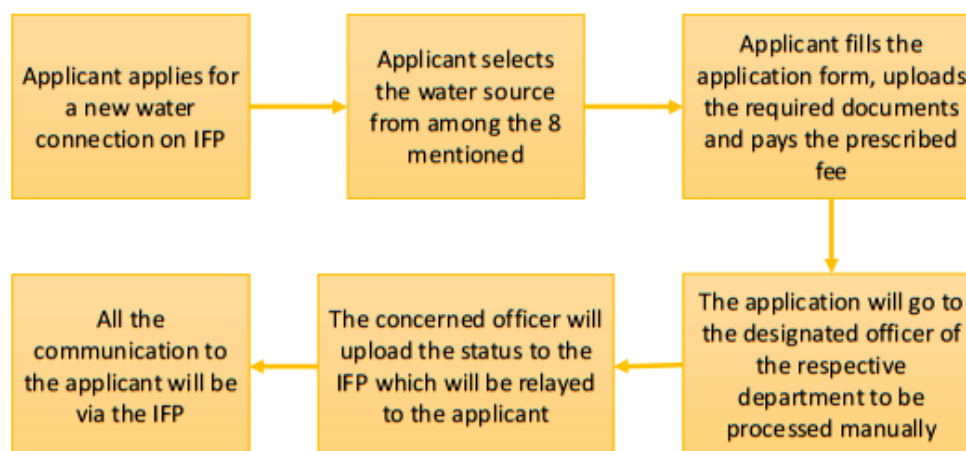 Applicant applies for
a new water
connection on IFP
Applicant selects
the water source
from among the 8
mentioned
Applicant fills the
application form, uploads
the required documents
and pays the prescribed
fee
The application will go to
the designated officer of
the respective
department to be
processed manually
The concerned officer will
upload the status to the
IFP which will be relayed
to the applicant
All the
communication to
the applicant will be
via the IFP